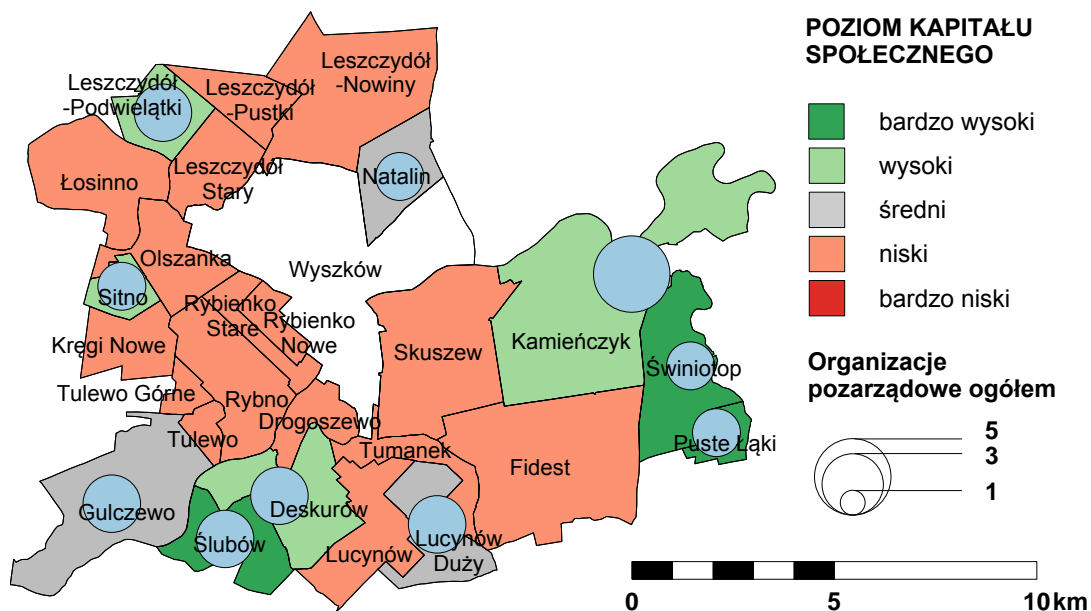 Leszczydół
-Nowiny
Leszczydół
-Podwielątki
Leszczydół
-Pustki
Łosinno
Leszczydół
Stary
Natalin
Olszanka
Wyszków
Sitno
Rybienko
Stare
Rybienko
Nowe
Kręgi Nowe
Skuszew
Kamieńczyk
Świniotop
Tulewo Górne
Rybno
Drogoszewo
Tulewo
Tumanek
Fidest
Puste Łąki
Gulczewo
Deskurów
Ślubów
Lucynów
Lucynów
Duży
POZIOM KAPITAŁU
SPOŁECZNEGO
bardzo wysoki
wysoki
średni
niski
bardzo niski
Organizacje
pozarządowe ogółem
5
3
1
0 5 10 km